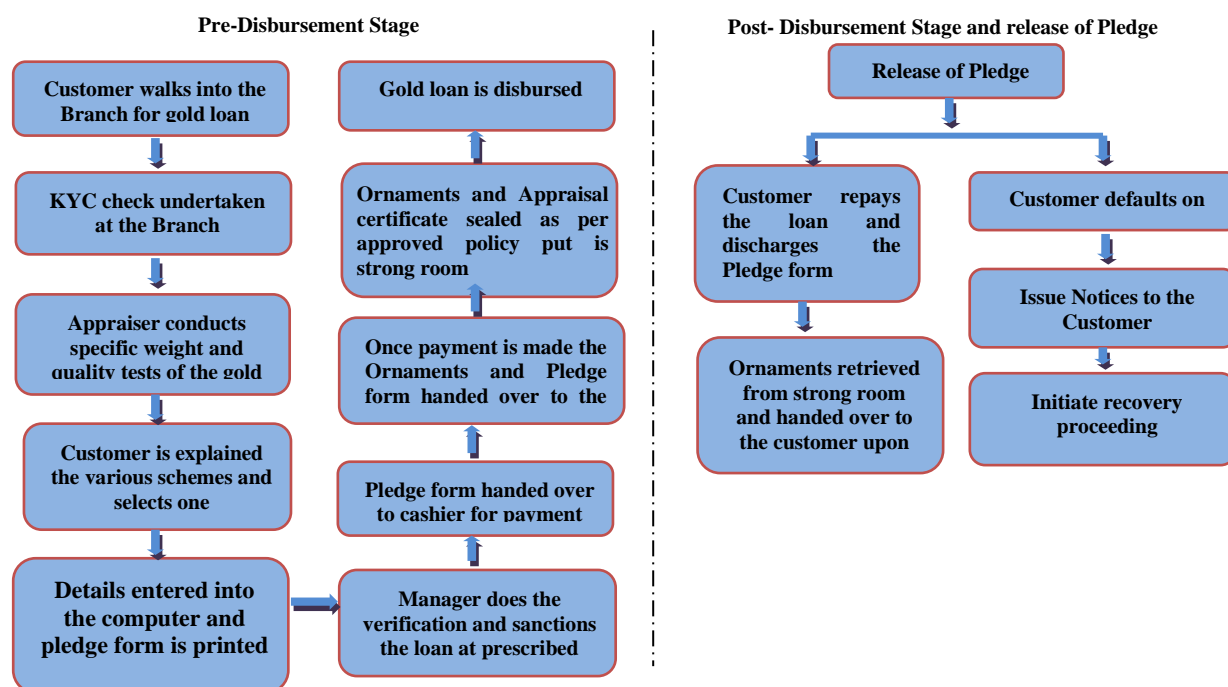 Pre-Disbursement Stage
Customer walks into the
Branch for gold loan
KYC check undertaken
at the Branch
Appraiser conducts
specific weight and
quality tests of the gold
Customer is explained
the various schemes and
selects one
Details entered into
the computer and
pledge form is printed
Manager does the
verification and sanctions
the loan at prescribed
Pledge form handed over
to cashier for payment
Once payment is made the
Ornaments and Pledge
form handed over to the
Ornaments and Appraisal
certificate sealed as per
approved policy put is
strong room
Gold loan is disbursed
Post- Disbursement Stage and release of Pledge
Release of Pledge
Customer repays
the loan and
discharges the
Pledge form
Ornaments retrieved
from strong room
and handed over to
the customer upon
Customer defaults on
Issue Notices to the
Customer
Initiate recovery
proceeding